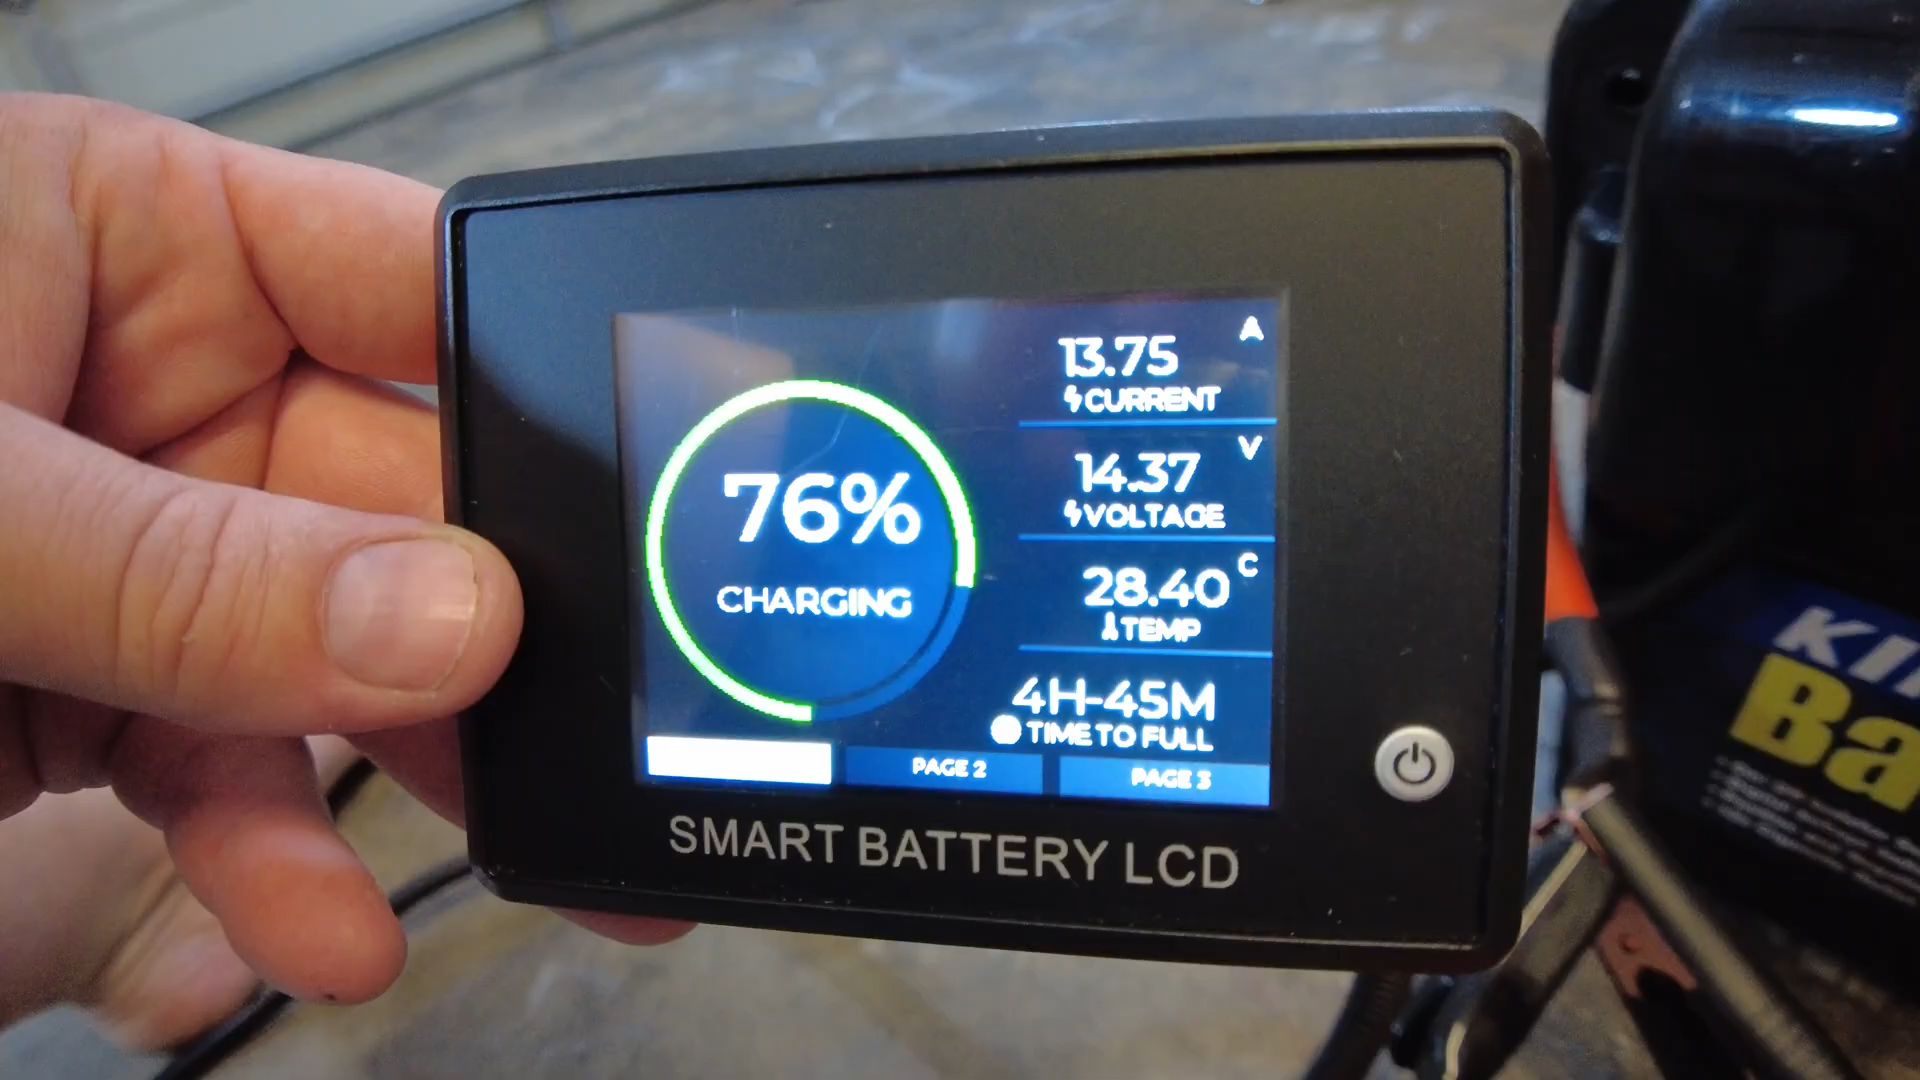 76%
CHARGING
A
13.75
CURRENT
V
14.37
VOLTAGE
C
28.40
TEMP
4H-45M
TIME TO FULL
PAGE 2
PAGE 3
SMART BATTERY LCD
KI
Ba